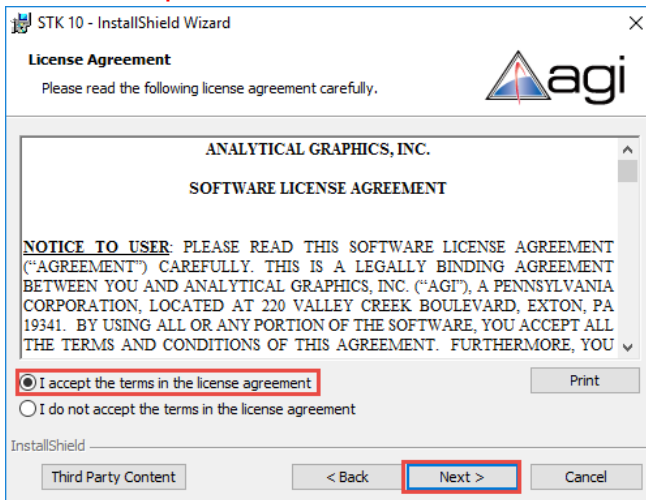 STK 10 - InstallShield Wizard
License Agreement
Please read the following license agreement carefully.
agi
ANALYTICAL GRAPHICS, INC.
SOFTWARE LICENSE AGREEMENT
NOTICE TO USER: PLEASE READ THIS SOFTWARE LICENSE AGREEMENT
(“AGREEMENT”) CAREFULLY. THIS IS A LEGALLY BINDING AGREEMENT
BETWEEN YOU AND ANALYTICAL GRAPHICS, INC. (“AGI”), A PENNSYLVANIA
CORPORATION, LOCATED AT 220 VALLEY CREEK BOULEVARD, EXTON, PA
19341. BY USING ALL OR ANY PORTION OF THE SOFTWARE, YOU ACCEPT ALL
THE TERMS AND CONDITIONS OF THIS AGREEMENT. FURTHERMORE, YOU
I accept the terms in the license agreement
Print
I do not accept the terms in the license agreement
InstallShield
Third Party Content
< Back
Next >
Cancel